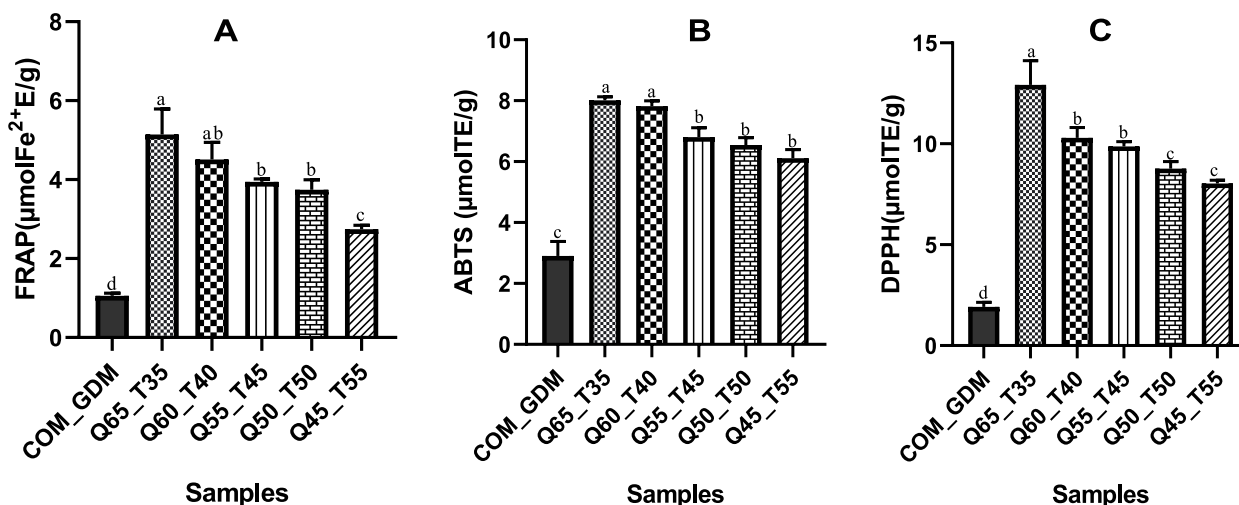 A
FRAP(µmolFe²⁺E/g)
8
6
4
2
0
d
a
ab
b
b
c
COM_GDM
Q65_T35
Q60_T40
Q55_T45
Q50_T50
Q45_T55
Samples
B
ABTS (µmolTE/g)
10
8
6
4
2
0
c
a
a
b
b
b
COM_GDM
Q65_T35
Q60_T40
Q55_T45
Q50_T50
Q45_T55
Samples
C
DPPH(µmolTE/g)
15
10
5
0
d
a
b
b
c
c
COM_GDM
Q65_T35
Q60_T40
Q55_T45
Q50_T50
Q45_T55
Samples